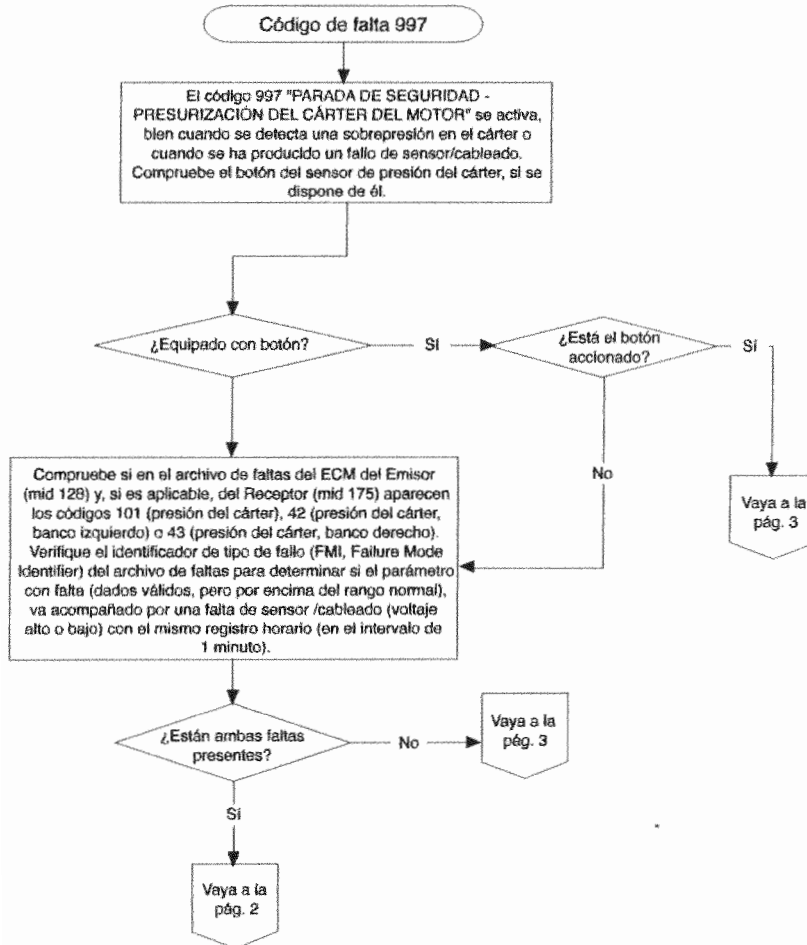 Código de falta 997
El código 997 "PARADA DE SEGURIDAD -
PRESURIZACIÓN DEL CÁRTER DEL MOTOR" se activa,
bien cuando se detecta una sobrepresión en el cárter o
cuando se ha producido un fallo de sensor/cableado.
Compruebe el botón del sensor de presión del cárter, si se
dispone de él.
¿Equipado con botón?
Sí
¿Está el botón
accionado?
Sí
No
Vaya a la
pág. 3
Compruebe si en el archivo de faltas del ECM del Emisor
(mid 128) y, si es aplicable, del Receptor (mid 175) aparecen
los códigos 101 (presión del cárter), 42 (presión del cárter,
banco izquierdo) o 43 (presión del cárter, banco derecho).
Verifique el identificador de tipo de fallo (FMI, Failure Mode
Identifier) del archivo de faltas para determinar si el parámetro
con falta (dados válidos, pero por encima del rango normal),
va acompañado por una falta de sensor /cableado (voltaje
alto o bajo) con el mismo registro horario (en el intervalo de
1 minuto).
¿Están ambas faltas
presentes?
No
Vaya a la
pág. 3
Sí
Vaya a la
pág. 2